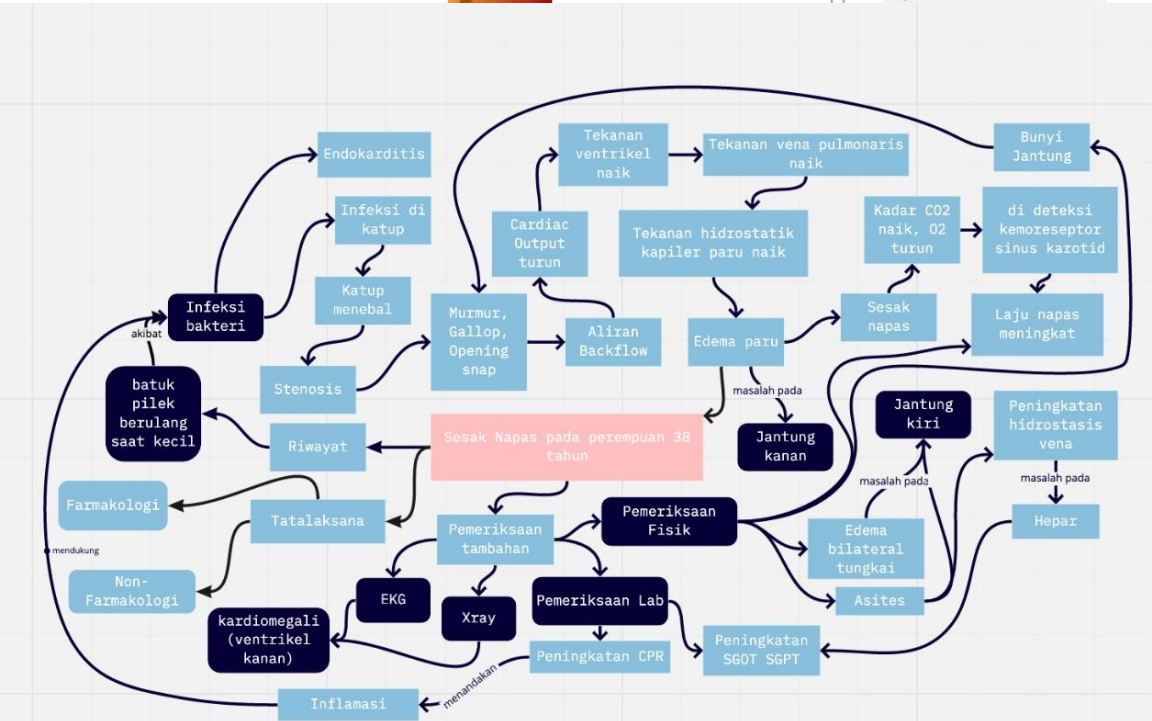 Endokarditis
Infeksi di
katup
Katup
menebal
Infeksi
bakteri
akibat
Stenosis
batuk
pilek
berulang
saat kecil
Riwayat
Farmakologi
Tatalaksana
Non-
Farmakologi
mendukung
Tekanan
ventrikel
naik
Tekanan vena pulmonaris
naik
Bunyi
Jantung
Cardiac
Output
turun
Tekanan hidrostatik
kapiler paru naik
Kadar CO2
naik, O2
turun
di deteksi
kemoreseptor
sinus karotid
Murmur,
Gallop,
Opening
snap
Aliran
Backflow
Edema paru
Sesak
napas
Laju napas
meningkat
masalah pada
Jantung
kanan
Jantung
kiri
Peningkatan
hidrostasis
vena
masalah pada
masalah pada
Hepar
Sesak Napas pada perempuan 38
tahun
Pemeriksaan
tambahan
Pemeriksaan
Fisik
Edema
bilateral
tungkai
Asites
EKG
Xray
Pemeriksaan Lab
kardiomegali
(ventrikel
kanan)
Peningkatan CPR
Peningkatan
SGOT SGPT
menandakan
Inflamasi